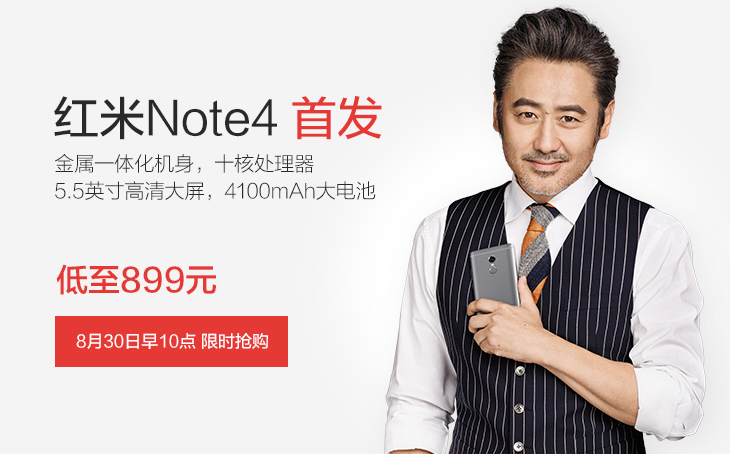 红米Note4 首发
金属一体化机身，十核处理器
5.5英寸高清大屏，4100mAh大电池
低至899元
8月30日早10点 限时抢购